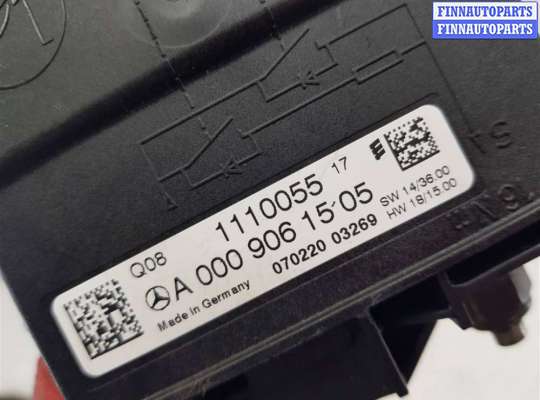 FINNAUTOPARTS
FINNAUTOPARTS
Q08
1110055 17
A 000 906 15 05
SW 14/36.00
HW 18/15.00
070220 03269
Made in Germany